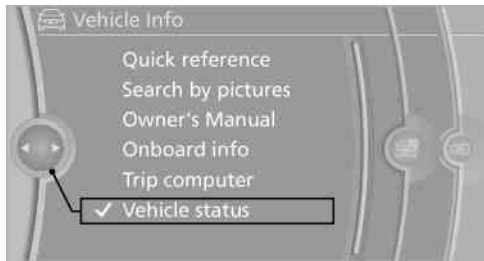 Vehicle Info
Quick reference
Search by pictures
Owner's Manual
Onboard info
Trip computer
Vehicle status